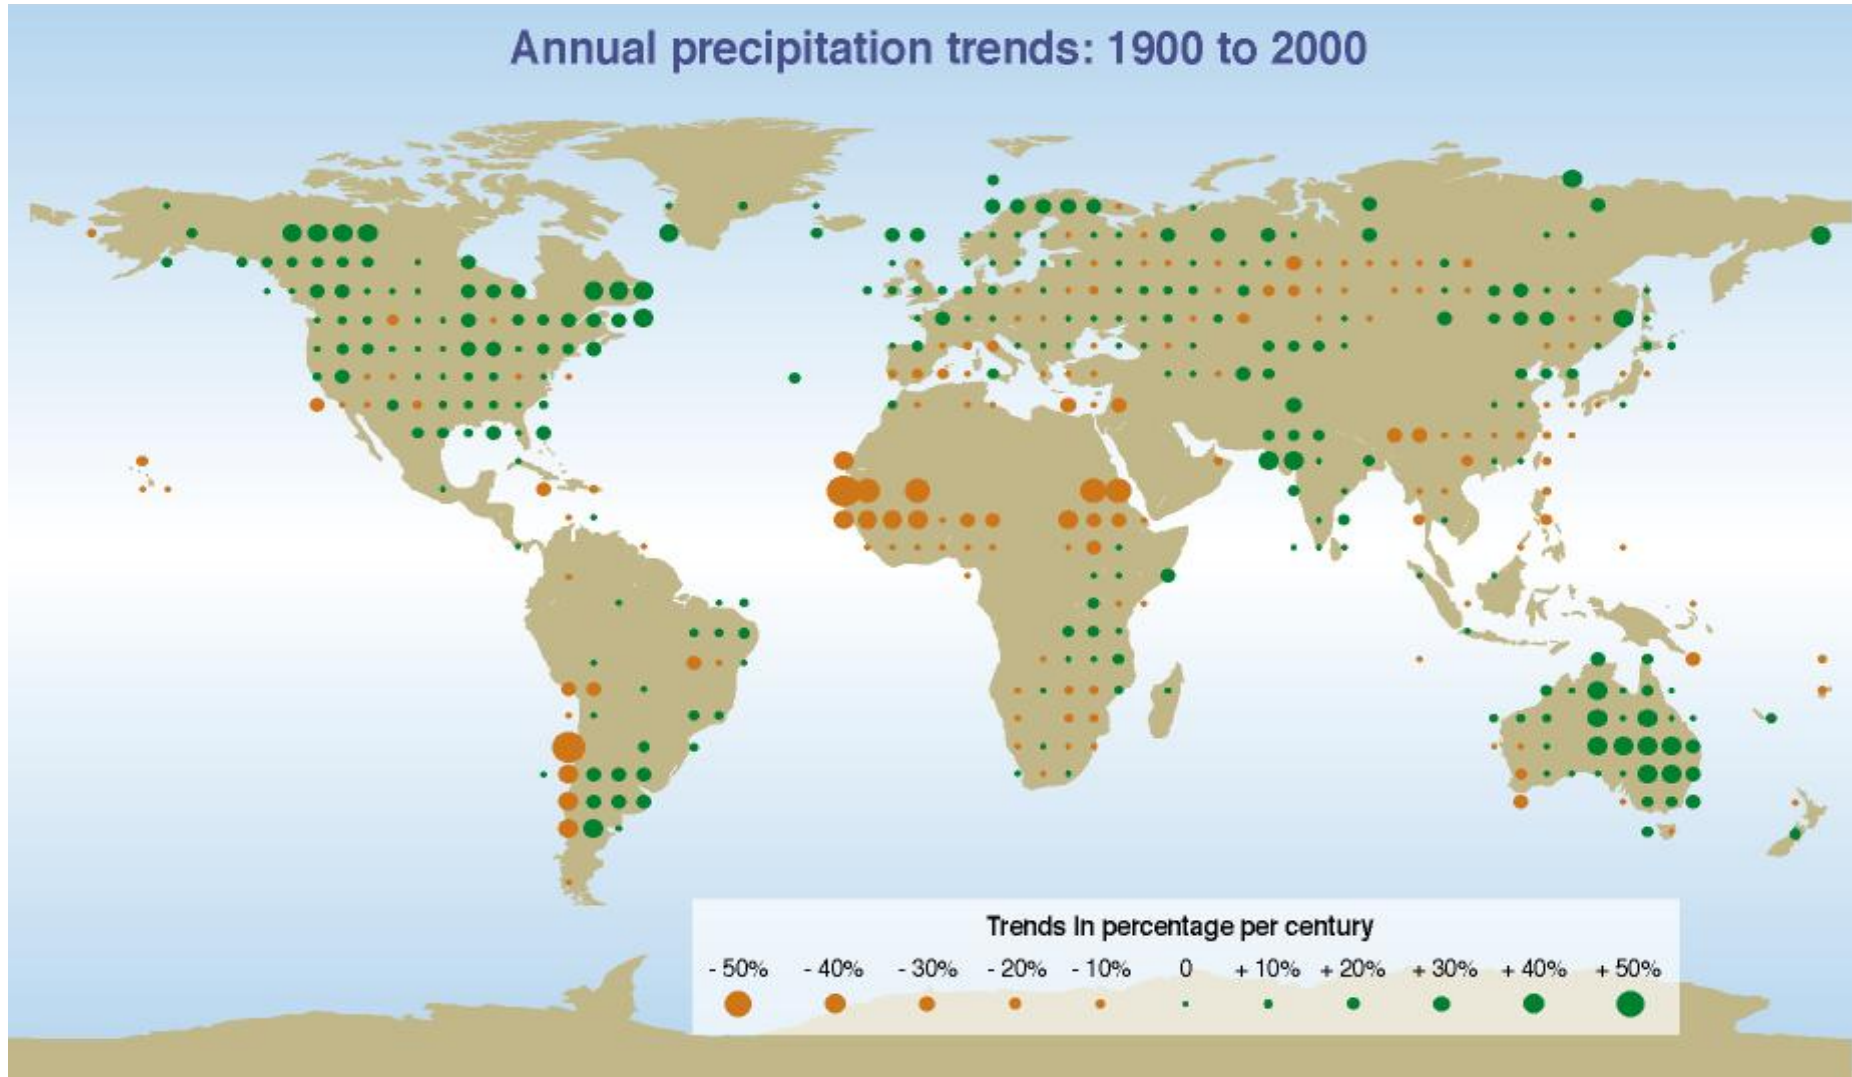 Annual precipitation trends: 1900 to 2000
Trends in percentage per century
- 50% - 40% - 30% - 20% - 10% 0 + 10% + 20% + 30% + 40% + 50%